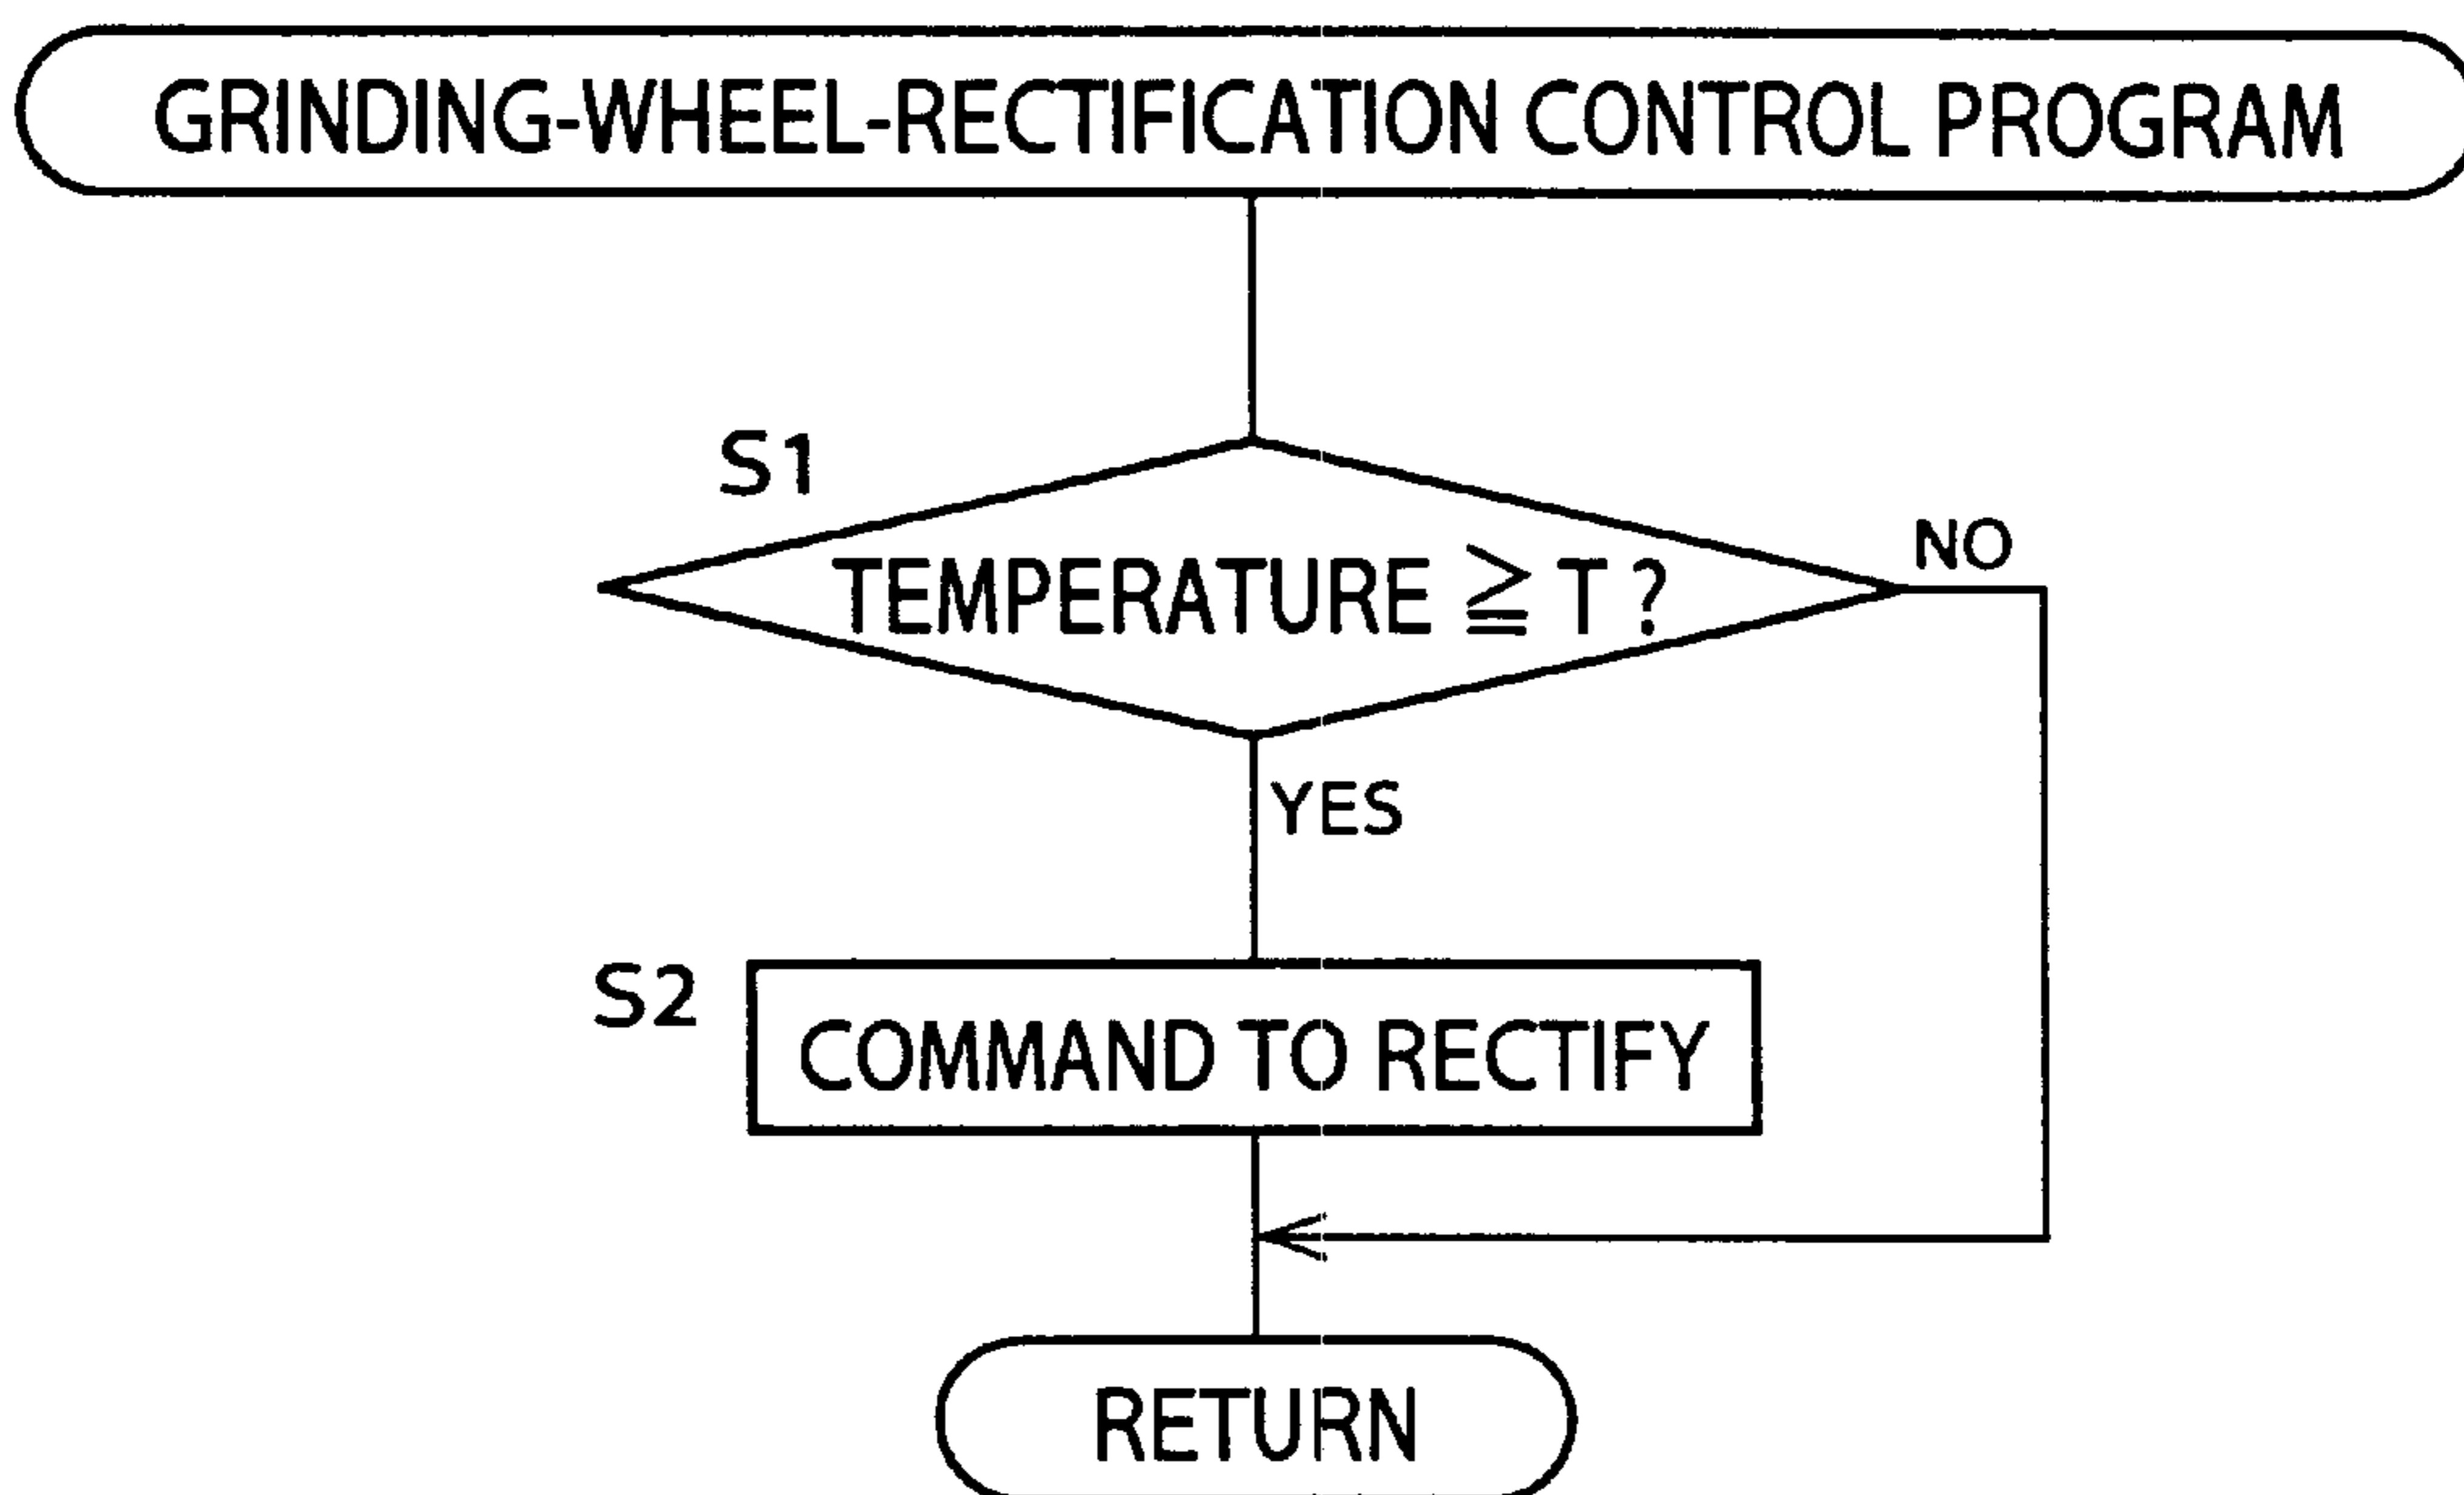 GRINDING-WHEEL-RECTIFICATION CONTROL PROGRAM
S1
TEMPERATURE ≧ T ?
NO
YES
S2
COMMAND TO RECTIFY
RETURN